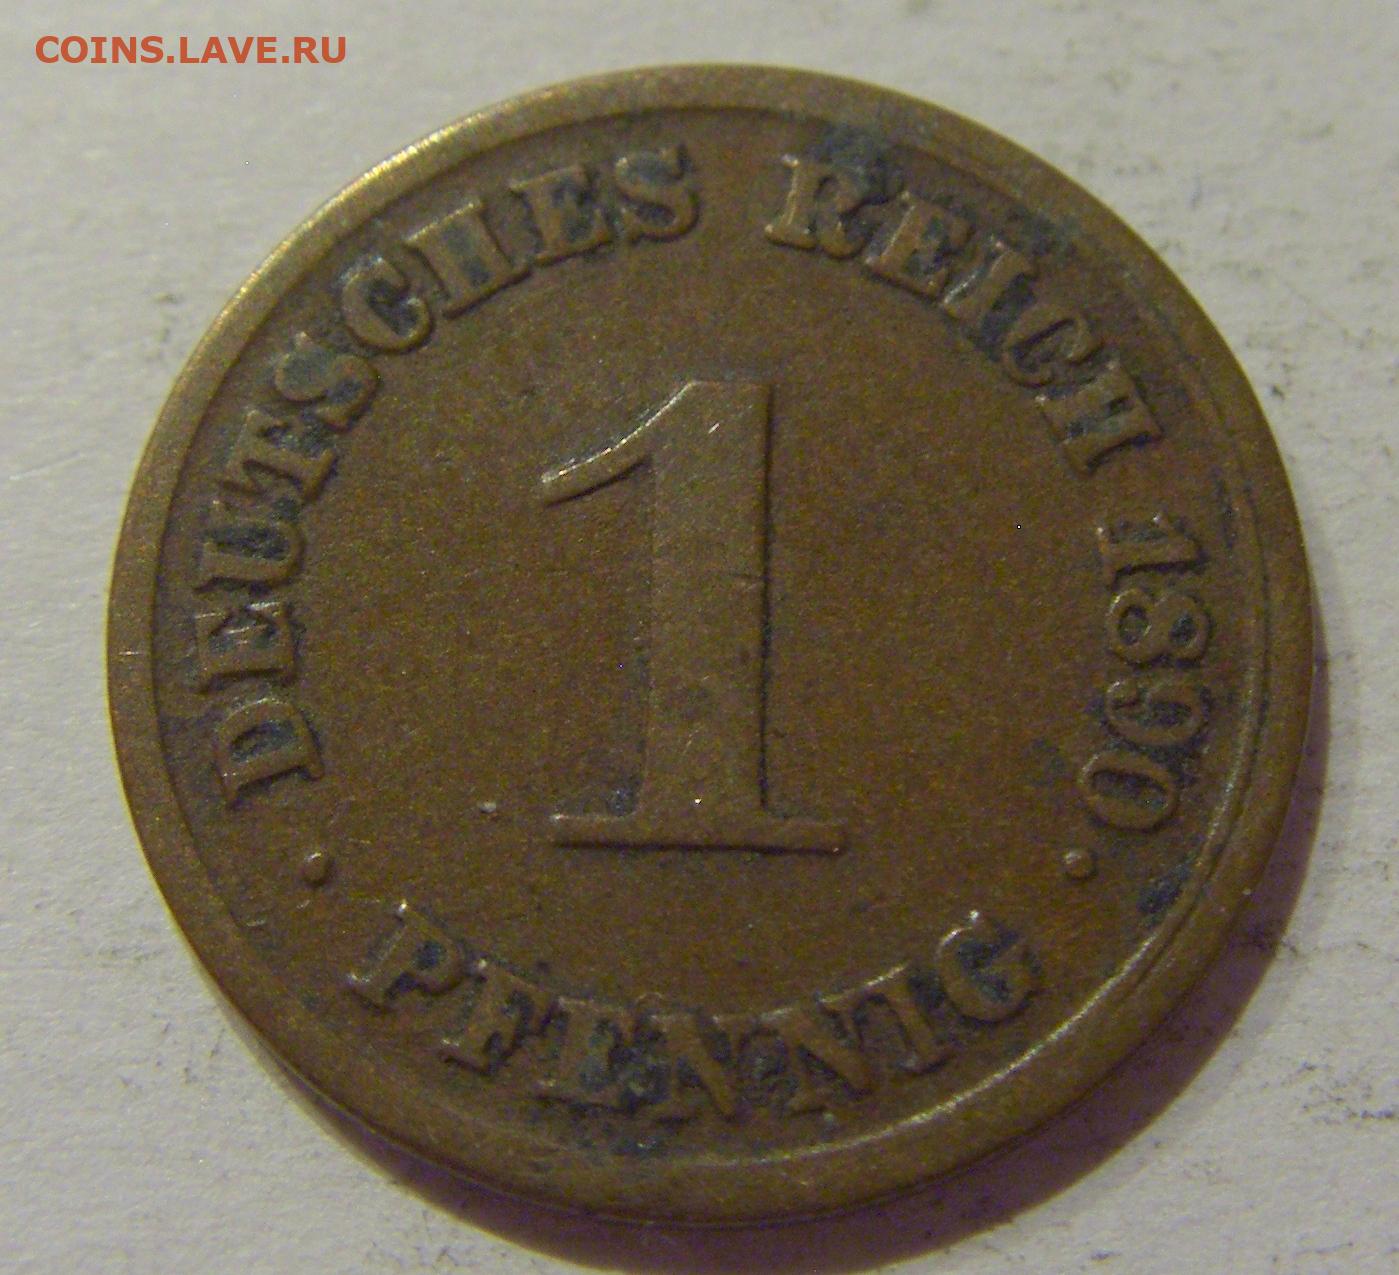 COINS.LAVE.RU
DEUTSCHES REICH 1890
1
PFENNIG